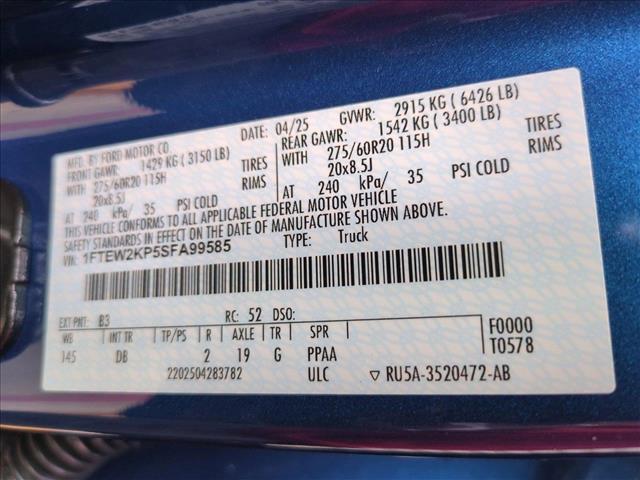 MFD. BY FORD MOTOR CO. DATE: 04/25 GVWR: 2915 KG ( 6426 LB)
FRONT GAWR: 1429 KG ( 3150 LB) REAR GAWR: 1542 KG ( 3400 LB)
WITH 275/60R20 115H TIRES WITH 275/60R20 115H TIRES
20x8.5J RIMS 20x8.5J RIMS
AT 240 kPa/ 35 PSI COLD AT 240 kPa/ 35 PSI COLD
THIS VEHICLE CONFORMS TO ALL APPLICABLE FEDERAL MOTOR VEHICLE
SAFETY STANDARDS IN EFFECT ON THE DATE OF MANUFACTURE SHOWN ABOVE.
VIN: 1FTEW2KP5SFA99585 TYPE: Truck
EXT PNT: B3 RC: 52 DSO:
WB INT TR TP/PS R AXLE TR SPR F0000
145 DB 2 19 G PPAA T0578
2202504283782 ULC ▽ RU5A-3520472-AB